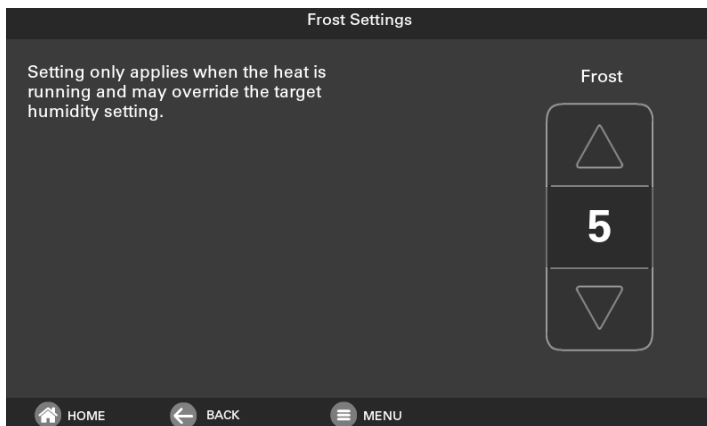 Frost Settings
Setting only applies when the heat is
running and may override the target
humidity setting.
Frost
5
HOME
BACK
MENU